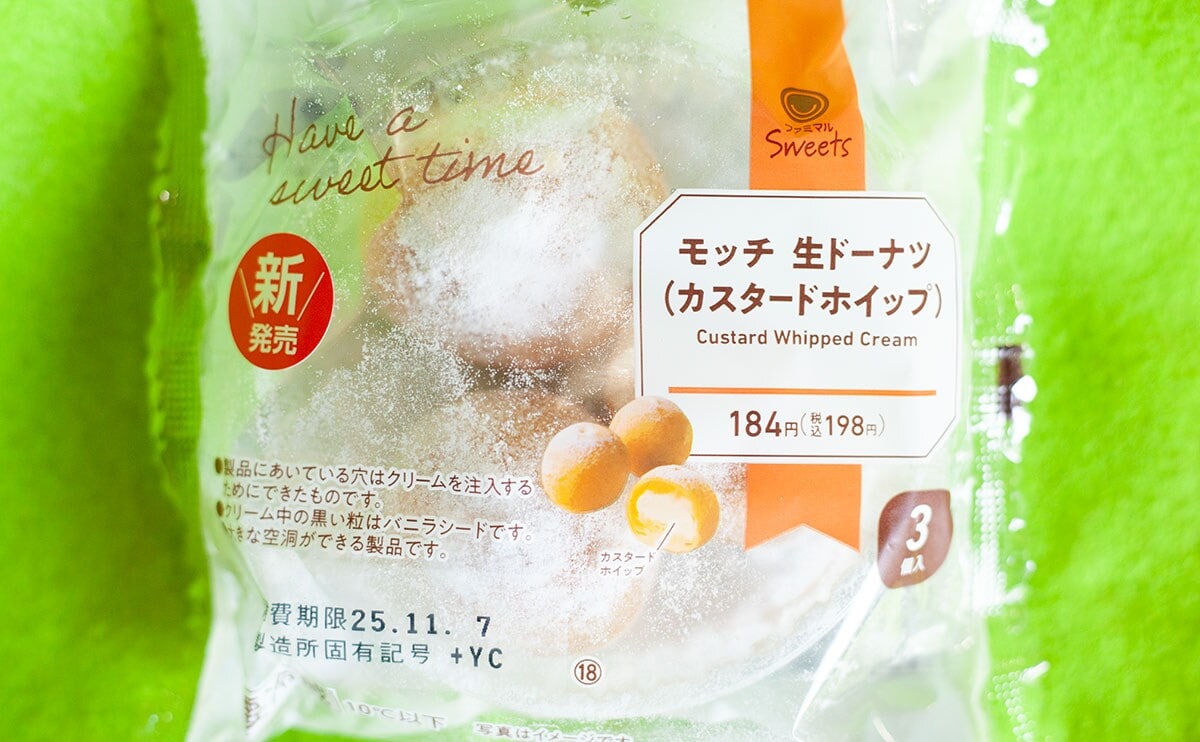 Have a
sweet time
ファミマル
Sweets
新
発売
モッチ 生ドーナツ
(カスタードホイップ)
Custard Whipped Cream
184円(税込198円)
●製品にあいている穴はクリームを注入する
ためにできたものです。
●クリーム中の黒い粒はバニラシードです。
きな空洞ができる製品です。
カスタード
ホイップ
3
個入
費期限25.11. 7
製造所固有記号 +YC
⑱
10℃以下
写真はイメージです